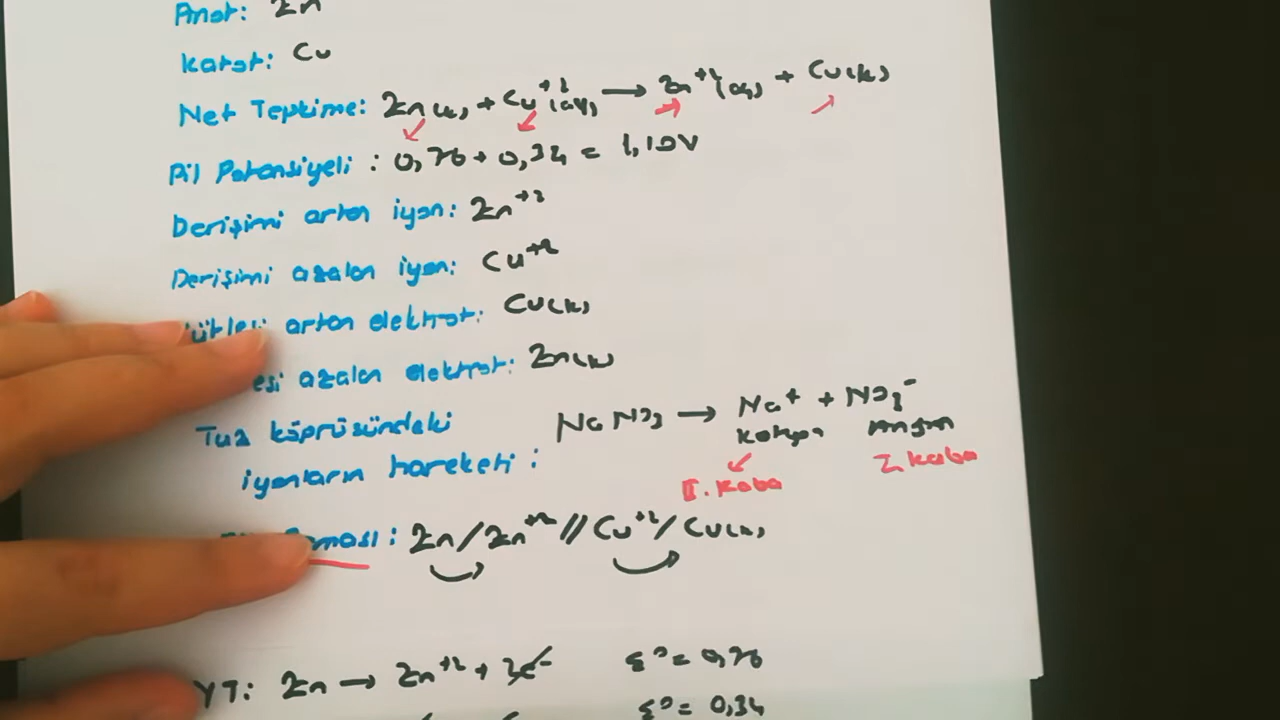 Anot: Zn
Katot: Cu
Net Tepkime: Zn(k) + Cu+2(aq) → Zn+2(aq) + Cu(k)
Pil Potansiyeli : 0,76 + 0,34 = 1,10V
Derişimi artan iyon: Zn+2
Derişimi azalan iyon: Cu+2
artan elektrot: Cu(k)
azalan elektrot: Zn(k)
Tuz köprüsündeki iyonların hareketi : NaNO3 → Na+ + NO3-
Katyon Anyon
II. kaba I. kaba
: Zn/Zn+2//Cu+2/Cu(k)
YT: Zn → Zn+2 + 2e- ε° = 0,76
ε° = 0,34